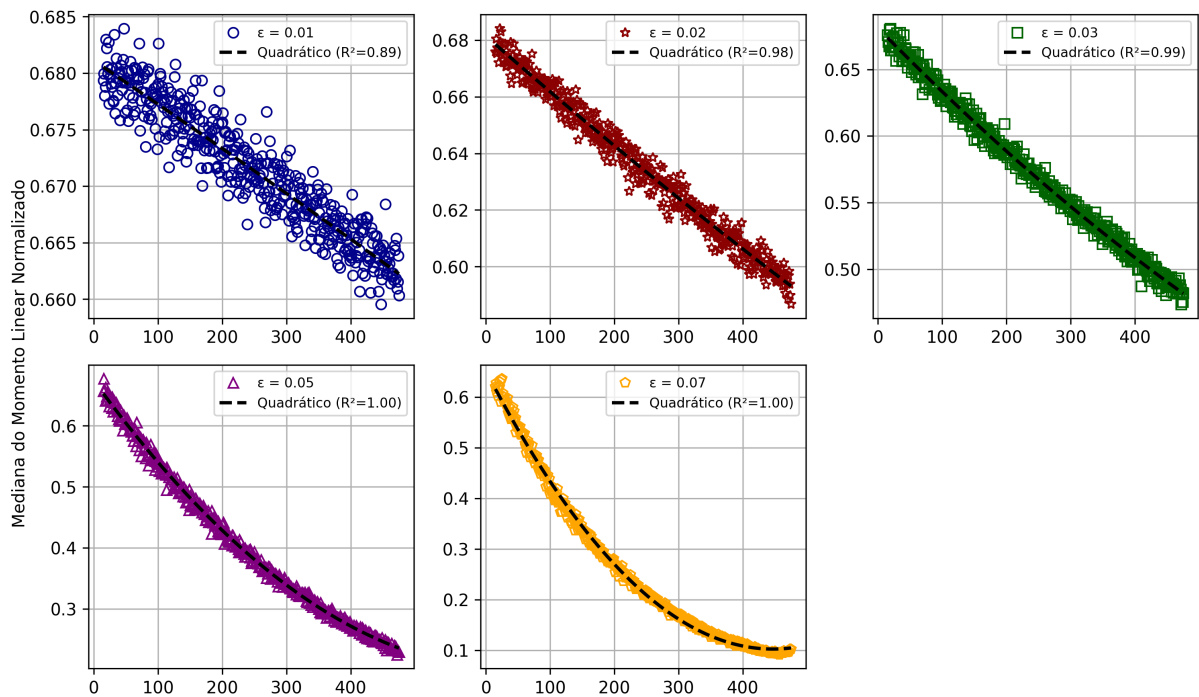 Mediana do Momento Linear Normalizado
0.685
0.680
0.675
0.670
0.665
0.660
ε = 0.01
Quadrático (R²=0.89)
0 100 200 300 400
0.68
0.66
0.64
0.62
0.60
ε = 0.02
Quadrático (R²=0.98)
0 100 200 300 400
0.65
0.60
0.55
0.50
ε = 0.03
Quadrático (R²=0.99)
0 100 200 300 400
0.6
0.5
0.4
0.3
ε = 0.05
Quadrático (R²=1.00)
0 100 200 300 400
0.6
0.5
0.4
0.3
0.2
0.1
ε = 0.07
Quadrático (R²=1.00)
0 100 200 300 400